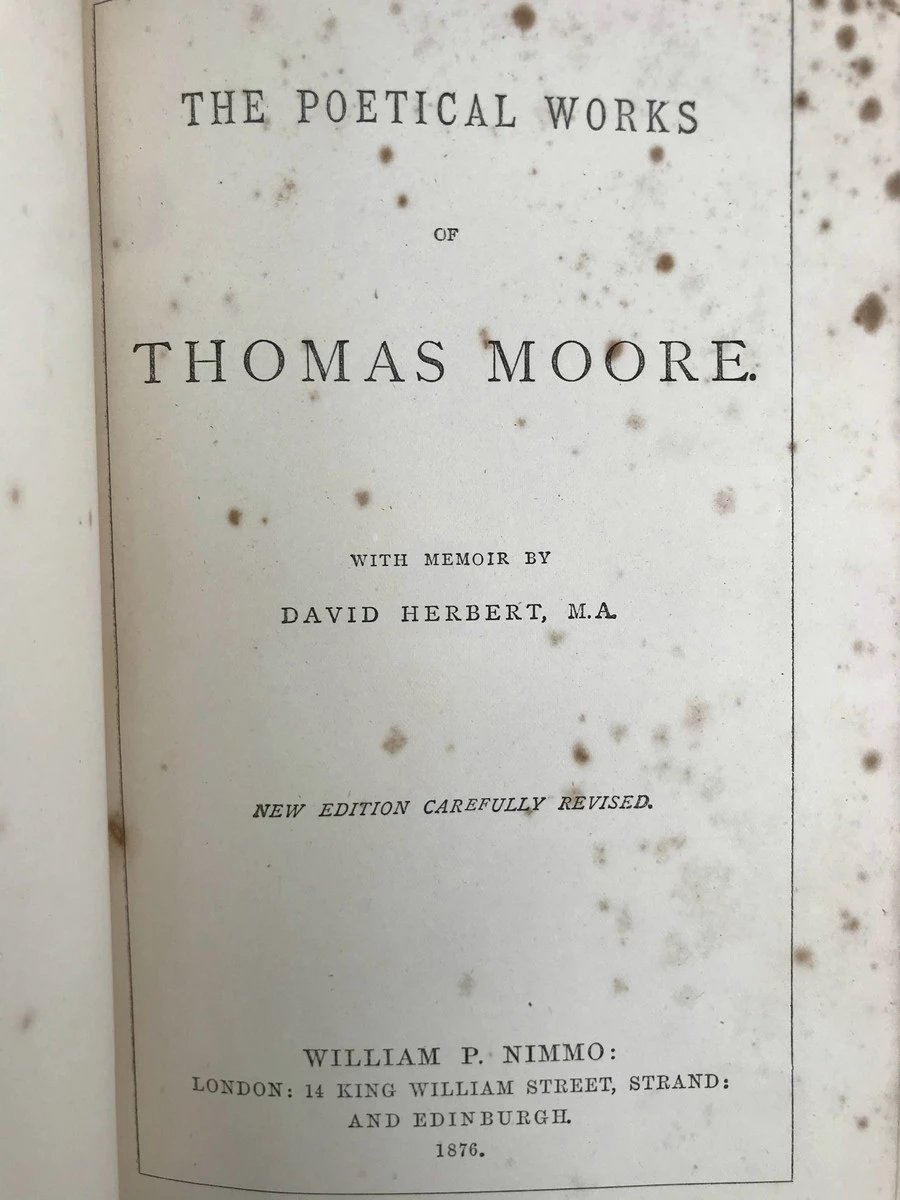 THE POETICAL WORKS
OF
THOMAS MOORE.
WITH MEMOIR BY
DAVID HERBERT, M.A.
NEW EDITION CAREFULLY REVISED.
WILLIAM P. NIMMO:
LONDON: 14 KING WILLIAM STREET, STRAND:
AND EDINBURGH.
1876.